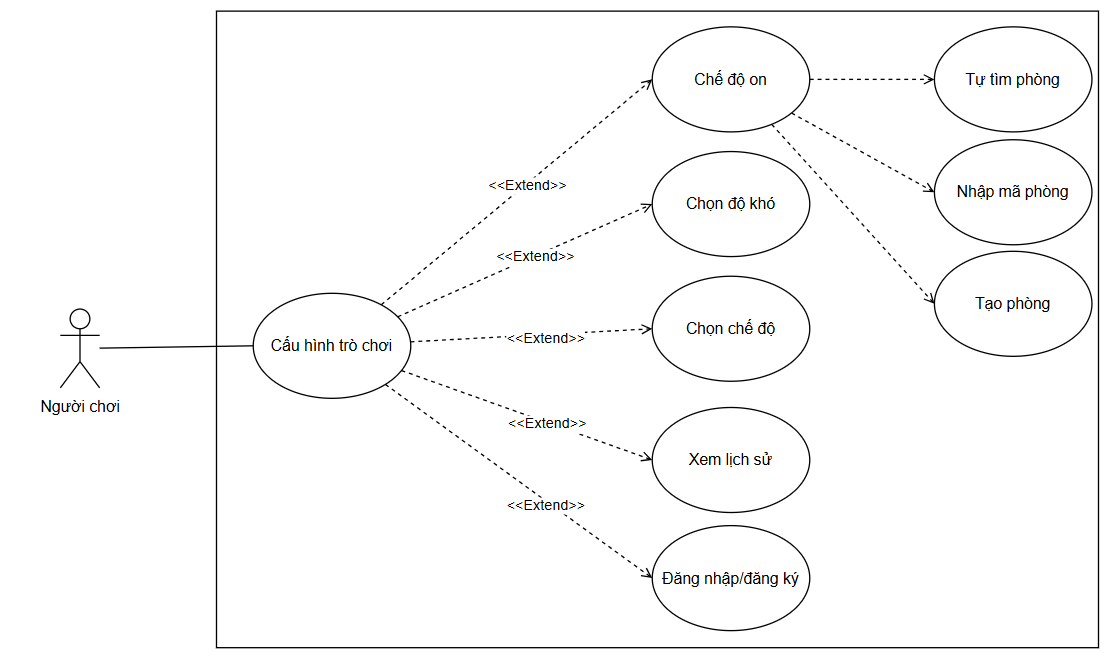 Chế độ on
Tự tìm phòng
<<Extend>>
Chọn độ khó
Nhập mã phòng
<<Extend>>
Tạo phòng
Chọn chế độ
<<Extend>>
Cấu hình trò chơi
Người chơi
<<Extend>>
Xem lịch sử
<<Extend>>
Đăng nhập/đăng ký